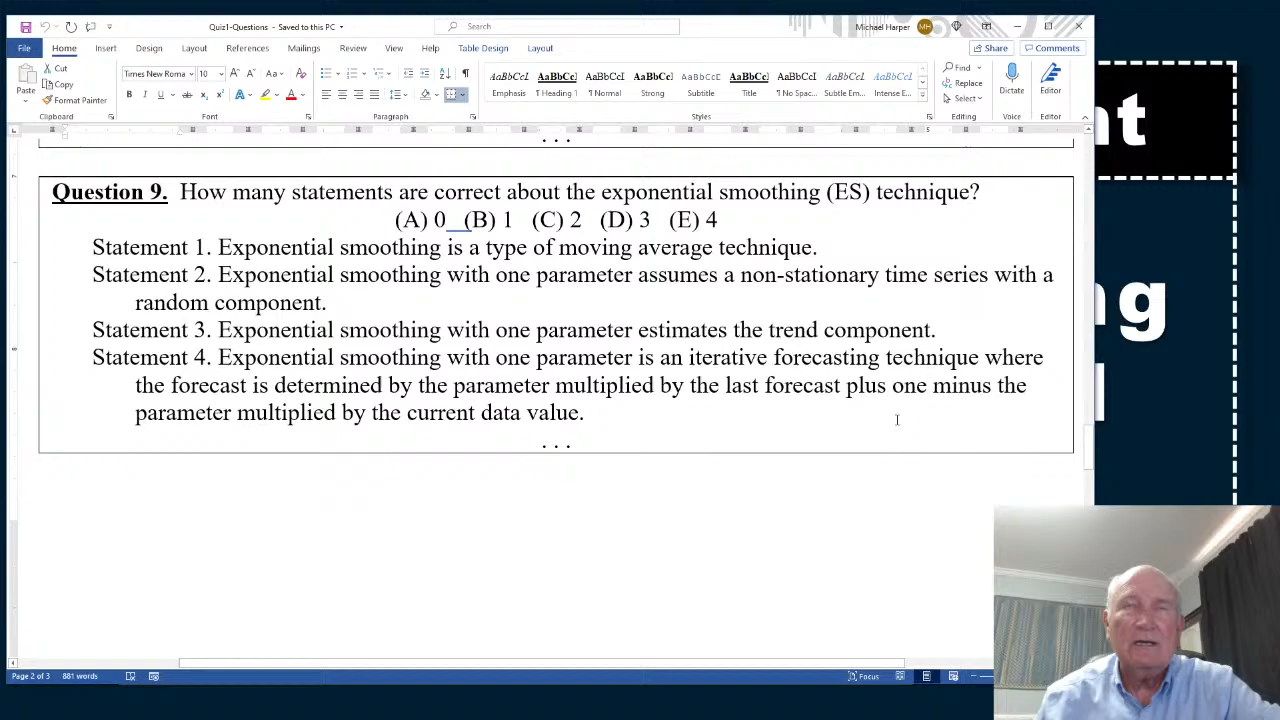 Quiz1-Questions - Saved to this PC
Search
Michael Harper MH
File Home Insert Design Layout References Mailings Review View Help Table Design Layout Share Comments
Paste
Cut
Copy
Format Painter
Clipboard
Times New Roma 10
Font
Paragraph
AaBbCcI AaBbCc AaBbCcI AaBbCcI AaBbCcI AaBbCcI AaBbCcI AaBbCcI AaBbCcI
Emphasis ¶ Heading 1 ¶ Normal Strong Subtitle Title ¶ No Spac... Subtle Em... Intense E...
Styles
Find
Replace
Select
Editing
Dictate
Voice
Editor
Editor
. . .
Question 9. How many statements are correct about the exponential smoothing (ES) technique?
(A) 0 (B) 1 (C) 2 (D) 3 (E) 4
Statement 1. Exponential smoothing is a type of moving average technique.
Statement 2. Exponential smoothing with one parameter assumes a non-stationary time series with a
random component.
Statement 3. Exponential smoothing with one parameter estimates the trend component.
Statement 4. Exponential smoothing with one parameter is an iterative forecasting technique where
the forecast is determined by the parameter multiplied by the last forecast plus one minus the
parameter multiplied by the current data value.
. . .
Page 2 of 3 881 words Focus
nt
ng